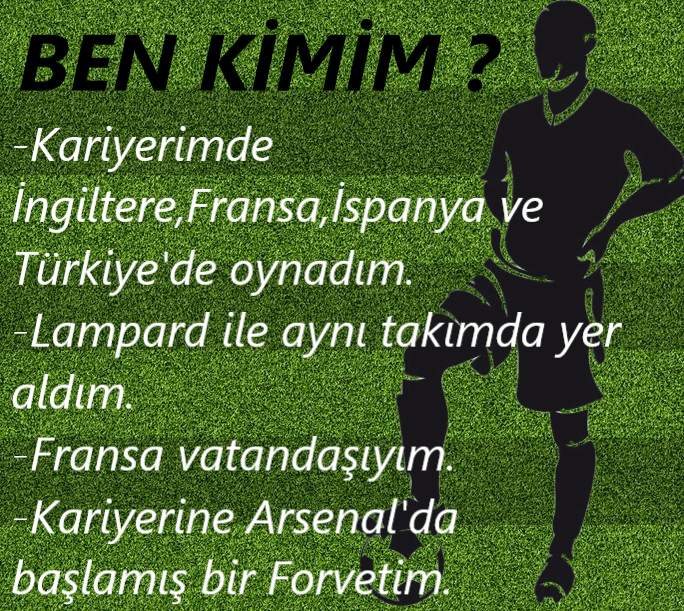 BEN KİMİM ?
-Kariyerimde
İngiltere,Fransa,İspanya ve
Türkiye'de oynadım.
-Lampard ile aynı takımda yer
aldım.
-Fransa vatandaşıyım.
-Kariyerine Arsenal'da
başlamış bir Forvetim.